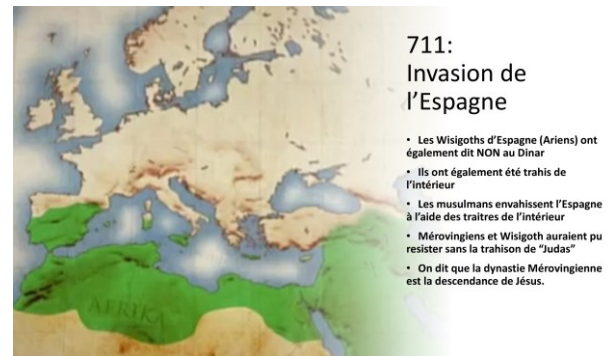 711:
Invasion de
l’Espagne
• Les Wisigoths d’Espagne (Ariens) ont
également dit NON au Dinar
• Ils ont également été trahis de
l’intérieur
• Les musulmans envahissent l’Espagne
à l’aide des traitres de l’intérieur
• Mérovingiens et Wisigoth auraient pu
resister sans la trahison de “Judas”
• On dit que la dynastie Mérovingienne
est la descendance de Jésus.
AFRIKA